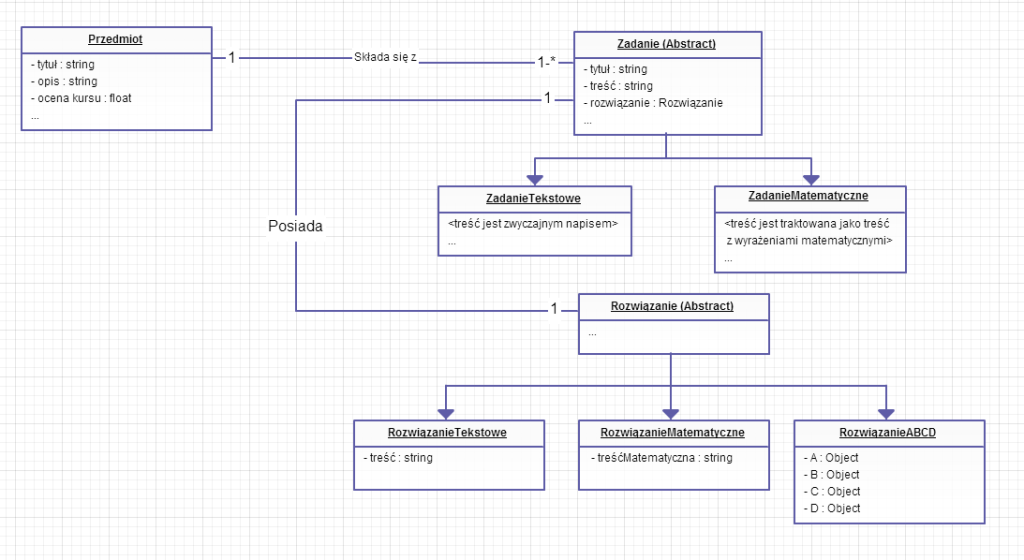 Przedmiot
- tytuł : string
- opis : string
- ocena kursu : float
...
1
Składa się z
1-*
Zadanie (Abstract)
- tytuł : string
- treść : string
- rozwiązanie : Rozwiązanie
...
1
Posiada
1
ZadanieTekstowe
<treść jest zwyczajnym napisem>
...
ZadanieMatematyczne
<treść jest traktowana jako treść
z wyrażeniami matematycznymi>
...
Rozwiązanie (Abstract)
...
RozwiązanieTekstowe
- treść : string
RozwiązanieMatematyczne
- treśćMatematyczna : string
RozwiązanieABCD
- A : Object
- B : Object
- C : Object
- D : Object